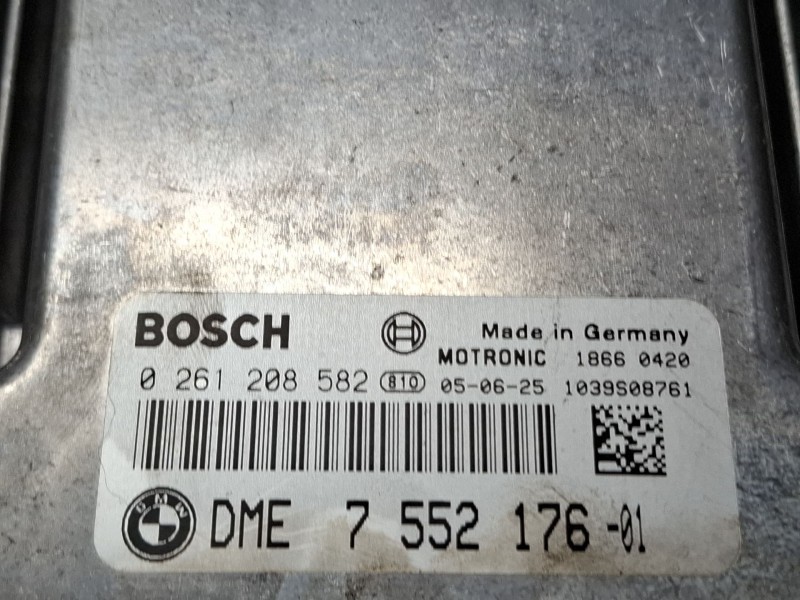 BOSCH
Made in Germany
MOTRONIC 1866 0420
0 261 208 582 810 05-06-25 1039S08761
BMW DME 7 552 176-01